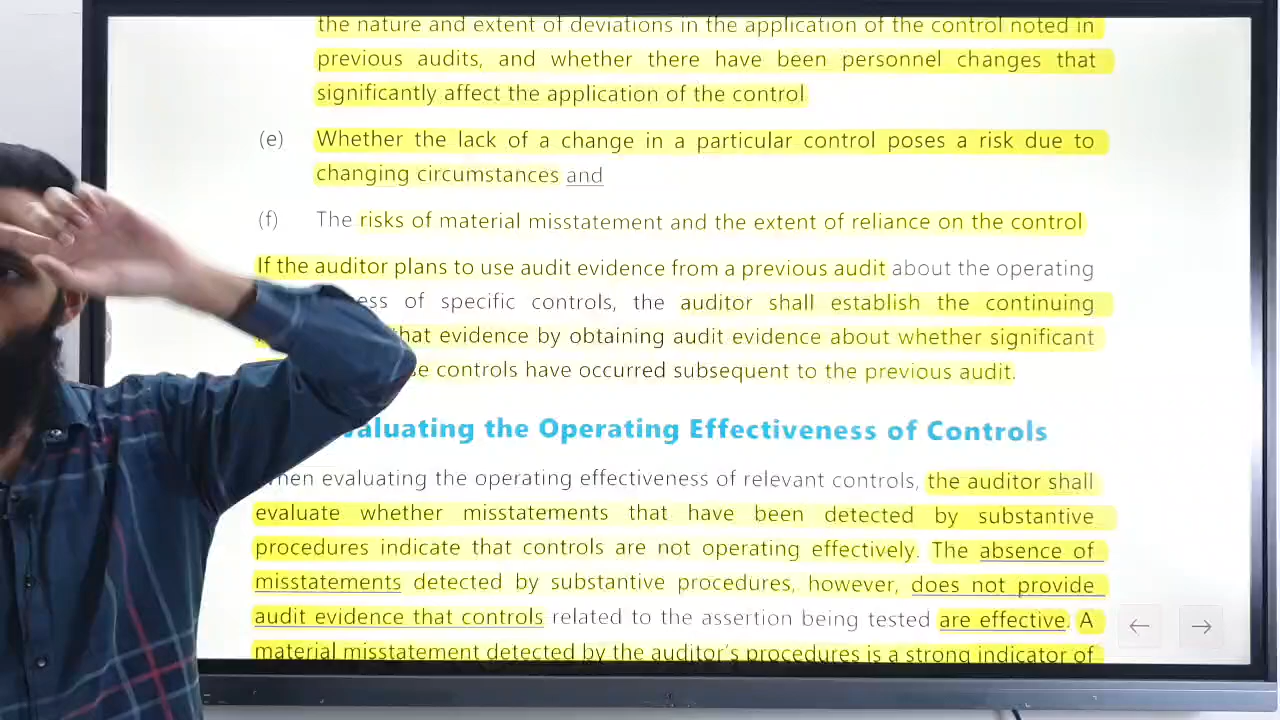 the nature and extent of deviations in the application of the control noted in
previous audits, and whether there have been personnel changes that
significantly affect the application of the control
(e) Whether the lack of a change in a particular control poses a risk due to
changing circumstances and
(f) The risks of material misstatement and the extent of reliance on the control
If the auditor plans to use audit evidence from a previous audit about the operating
of specific controls, the auditor shall establish the continuing
that evidence by obtaining audit evidence about whether significant
controls have occurred subsequent to the previous audit.
Evaluating the Operating Effectiveness of Controls
When evaluating the operating effectiveness of relevant controls, the auditor shall
evaluate whether misstatements that have been detected by substantive
procedures indicate that controls are not operating effectively. The absence of
misstatements detected by substantive procedures, however, does not provide
audit evidence that controls related to the assertion being tested are effective. A
material misstatement detected by the auditor's procedures is a strong indicator of